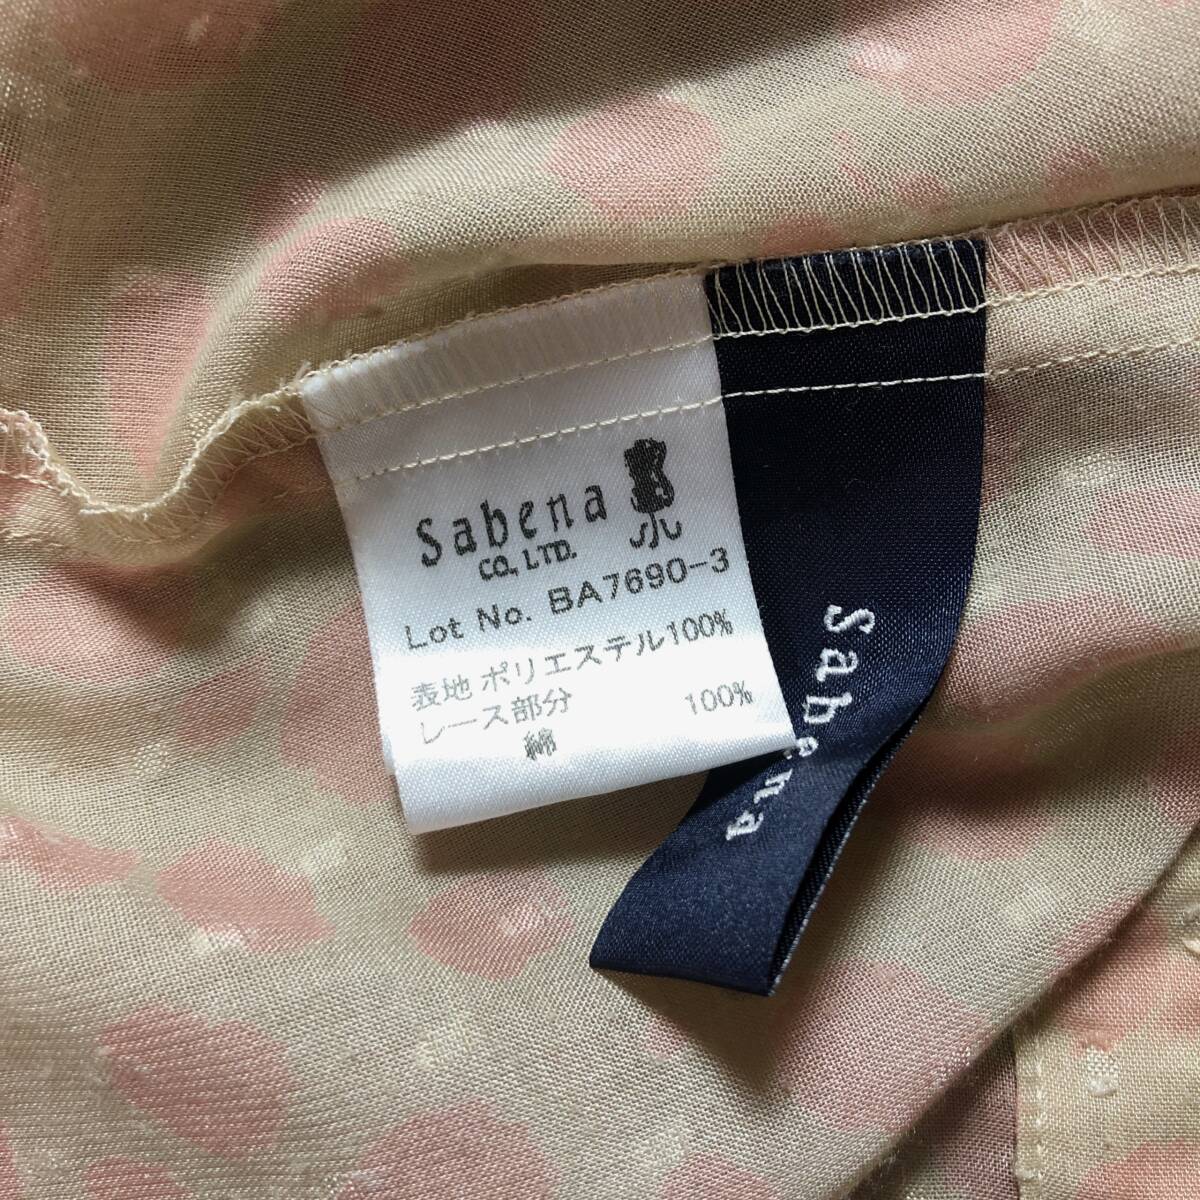 Sabena
CO., LTD.
Lot No. BA7690-3
表地 ポリエステル100%
レース部分
綿 100%
Sabena